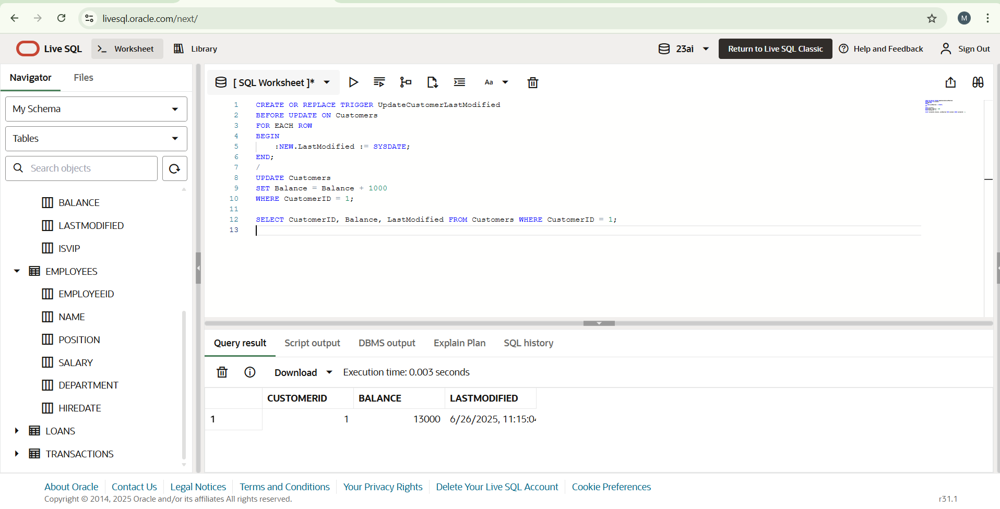 livesql.oracle.com/next/
M
Live SQL
Worksheet
Library
23ai
Return to Live SQL Classic
Help and Feedback
Sign Out
Navigator
Files
My Schema
Tables
Search objects
BALANCE
LASTMODIFIED
ISVIP
EMPLOYEES
EMPLOYEEID
NAME
POSITION
SALARY
DEPARTMENT
HIREDATE
LOANS
TRANSACTIONS
[ SQL Worksheet ]*
Aa
1 CREATE OR REPLACE TRIGGER UpdateCustomerLastModified
2 BEFORE UPDATE ON Customers
3 FOR EACH ROW
4 BEGIN
5 :NEW.LastModified := SYSDATE;
6 END;
7 /
8 UPDATE Customers
9 SET Balance = Balance + 1000
10 WHERE CustomerID = 1;
11
12 SELECT CustomerID, Balance, LastModified FROM Customers WHERE CustomerID = 1;
13
Query result
Script output
DBMS output
Explain Plan
SQL history
Download
Execution time: 0.003 seconds
CUSTOMERID BALANCE LASTMODIFIED
1 1 13000 6/26/2025, 11:15:04
About Oracle
Contact Us
Legal Notices
Terms and Conditions
Your Privacy Rights
Delete Your Live SQL Account
Cookie Preferences
Copyright © 2014, 2025 Oracle and/or its affiliates All rights reserved.
r31.1